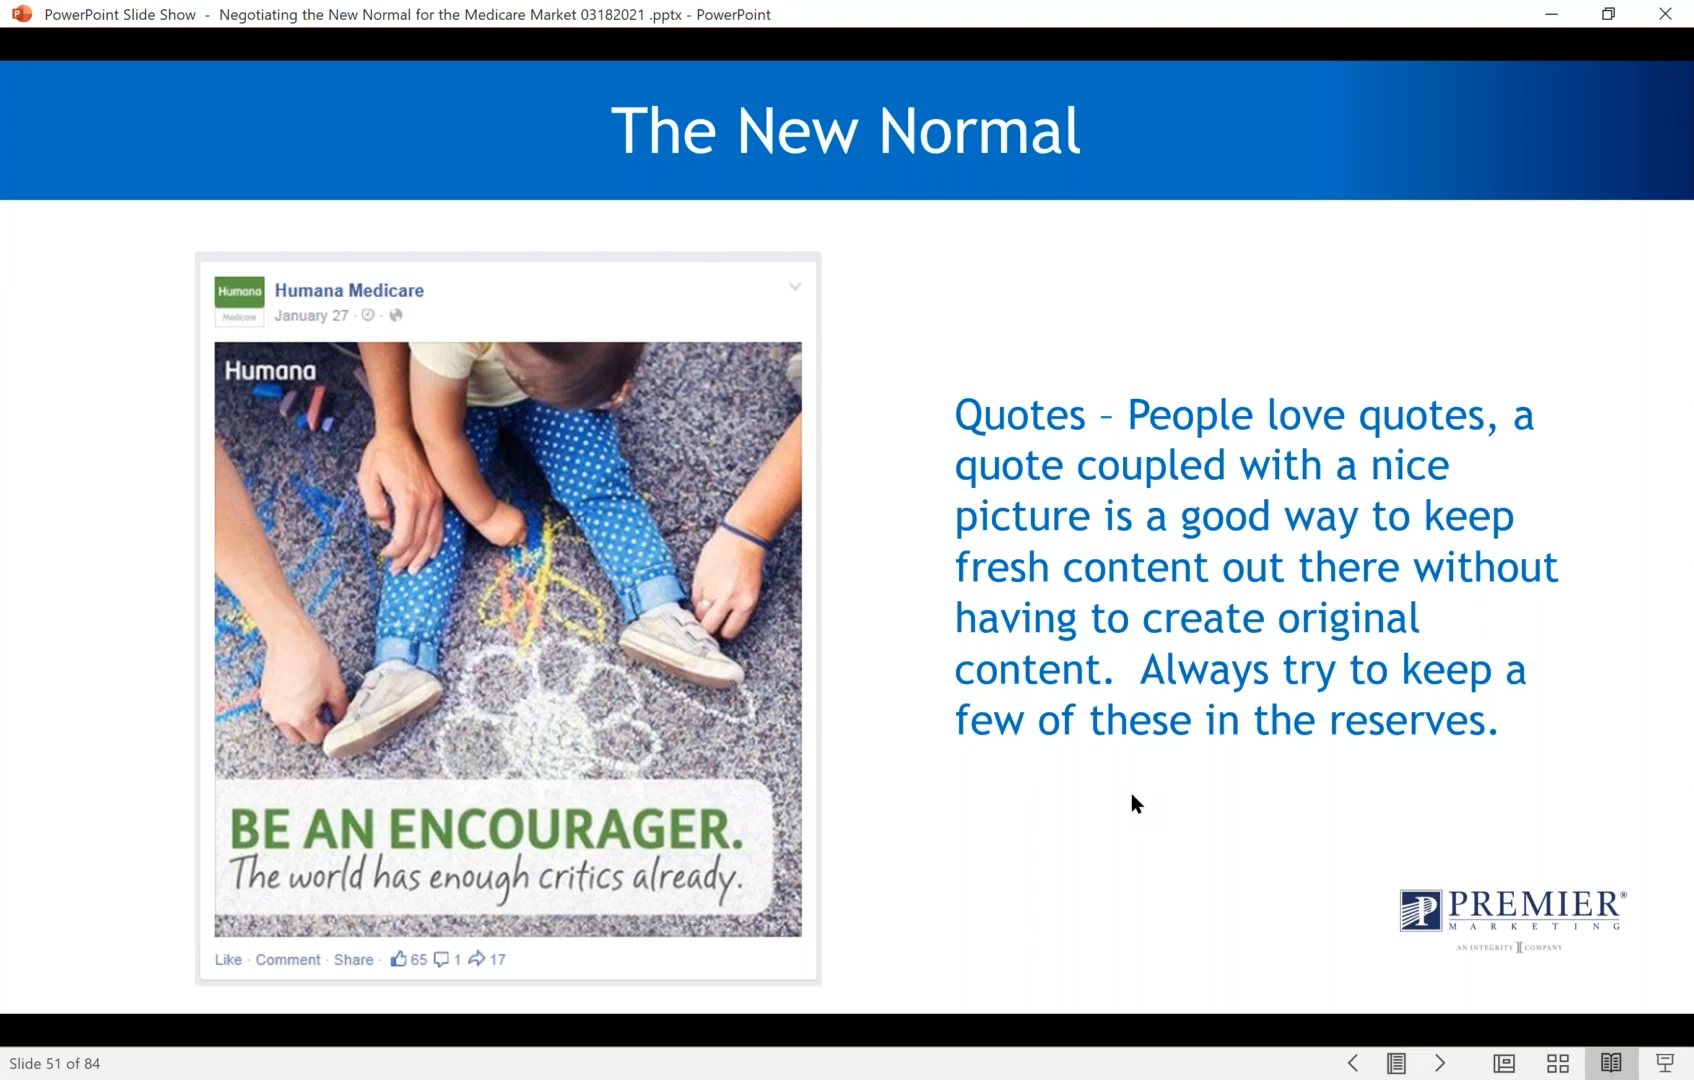 PowerPoint Slide Show - Negotiating the New Normal for the Medicare Market 03182021 .pptx - PowerPoint
The New Normal
Humana
Medicare
Humana Medicare
January 27
Humana
BE AN ENCOURAGER.
The world has enough critics already.
Like · Comment · Share · 65 1 17
Quotes – People love quotes, a
quote coupled with a nice
picture is a good way to keep
fresh content out there without
having to create original
content.  Always try to keep a
few of these in the reserves.
PREMIER®
MARKETING
AN INTEGRITY COMPANY
Slide 51 of 84